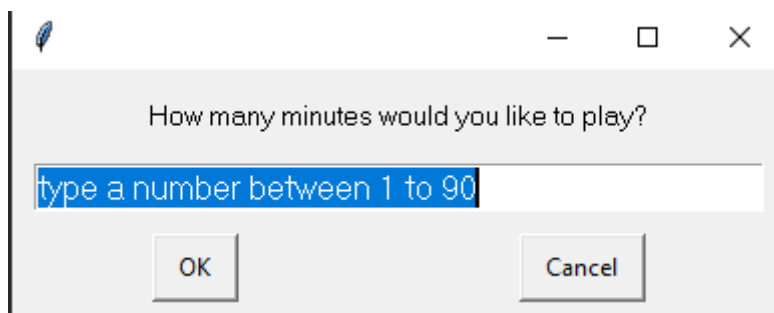 How many minutes would you like to play?
type a number between 1 to 90
OK Cancel